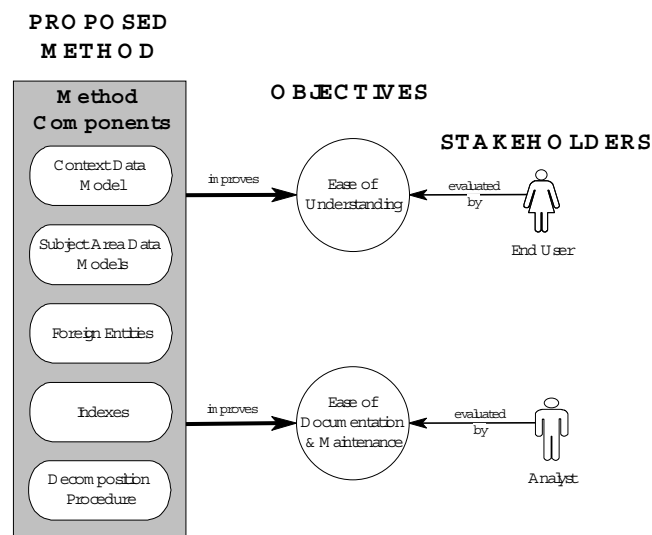 PROPOSED
METHOD
Method
Components
Context Data
Model
Subject Area Data
Models
Foreign Entities
Indexes
Decomposition
Procedure
improves
improves
OBJECTIVES
Ease of
Understanding
Ease of
Documentation
& Maintenance
STAKEHOLDERS
evaluated
by
End User
evaluated
by
Analyst